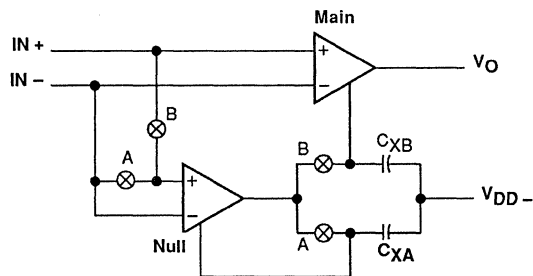 Main
IN +
+
IN −
−
V_O
B
A
+
−
B
C_XB
V_DD −
Null
A
C_XA